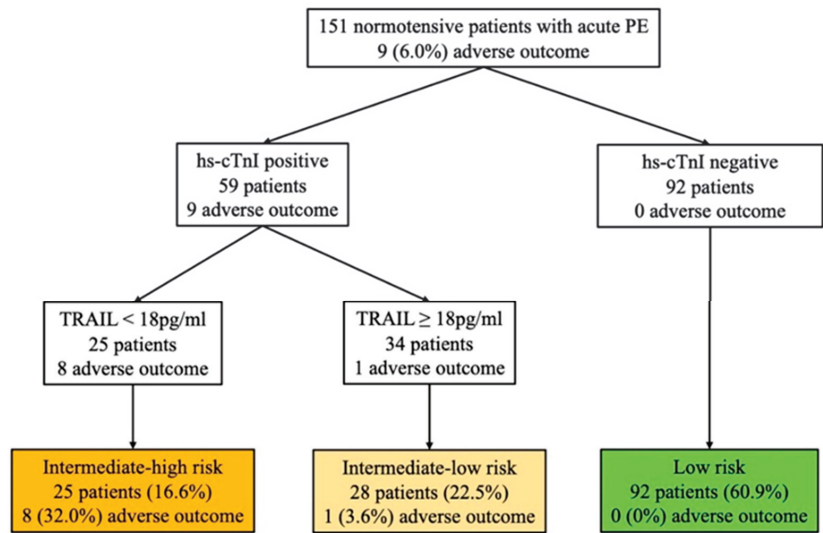 151 normotensive patients with acute PE
9 (6.0%) adverse outcome
hs-cTnI positive
59 patients
9 adverse outcome
hs-cTnI negative
92 patients
0 adverse outcome
TRAIL < 18pg/ml
25 patients
8 adverse outcome
TRAIL ≥ 18pg/ml
34 patients
1 adverse outcome
Intermediate-high risk
25 patients (16.6%)
8 (32.0%) adverse outcome
Intermediate-low risk
28 patients (22.5%)
1 (3.6%) adverse outcome
Low risk
92 patients (60.9%)
0 (0%) adverse outcome